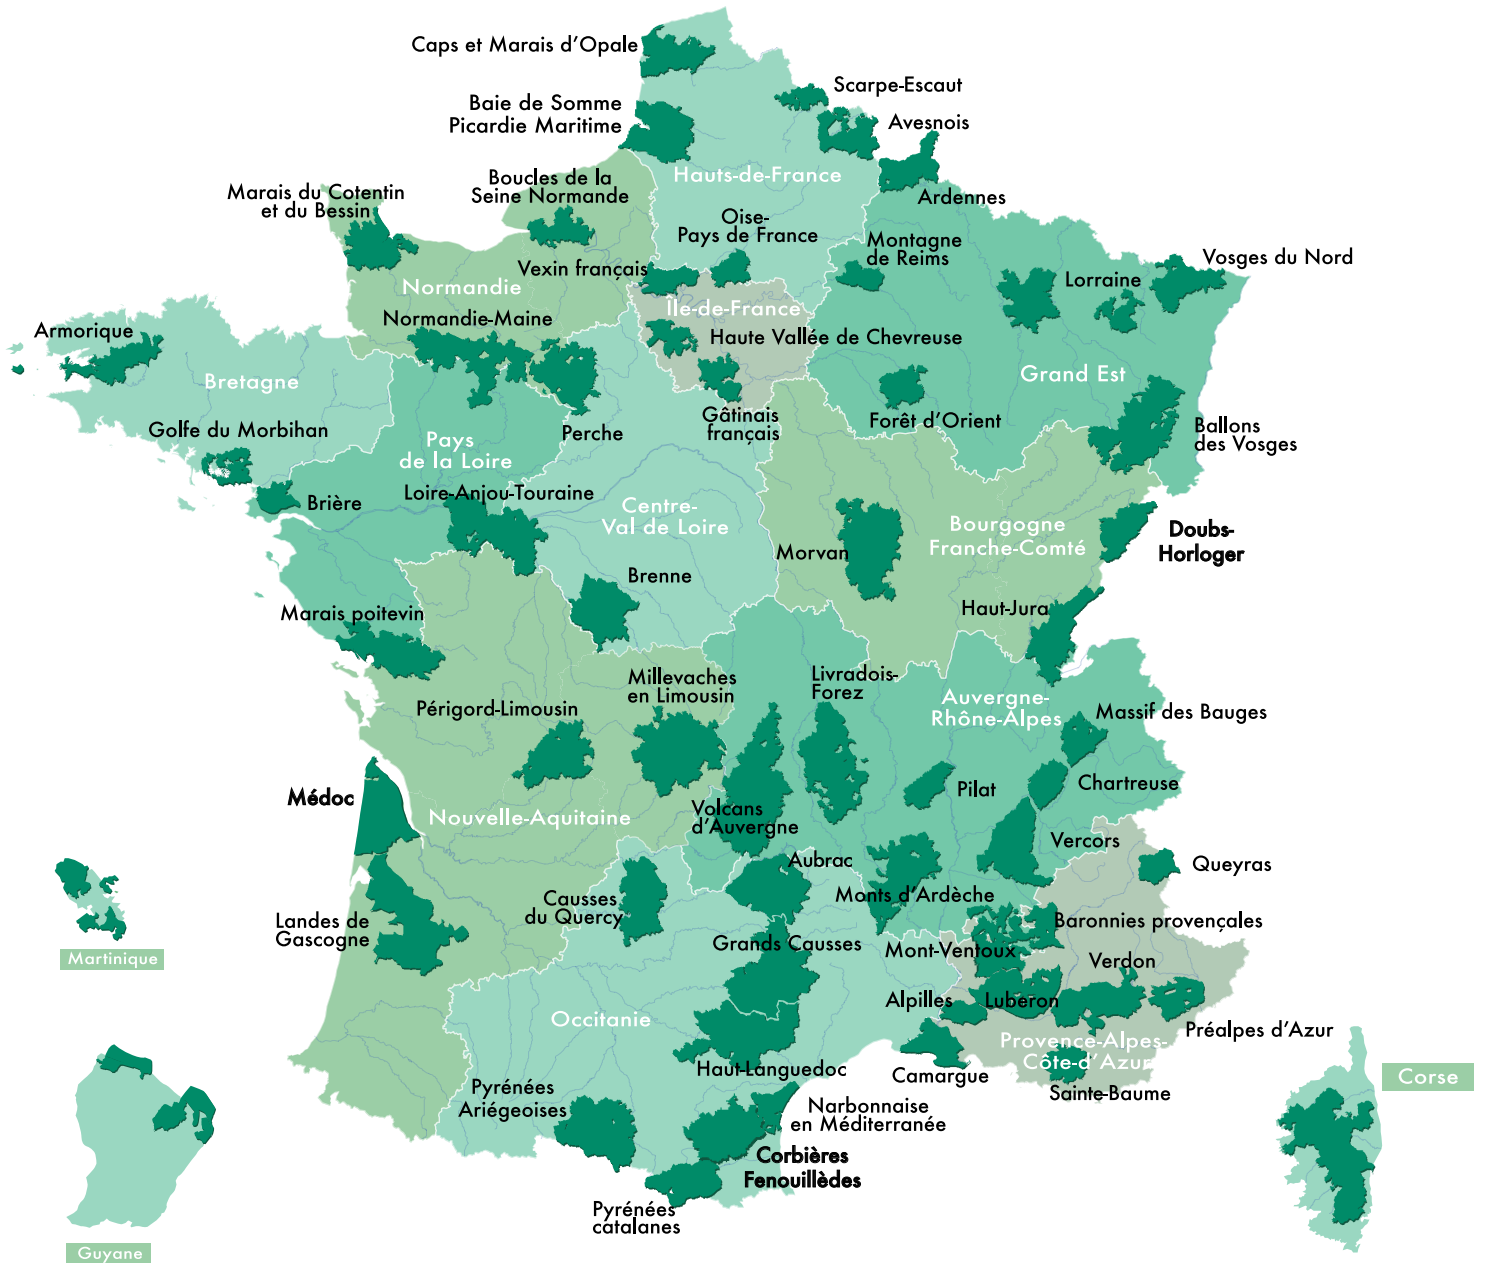 Caps et Marais d'Opale
Scarpe-Escaut
Baie de Somme
Picardie Maritime
Avesnois
Hauts-de-France
Ardennes
Marais du Cotentin
et du Bessin
Boucles de la
Seine Normande
Oise-
Pays de France
Montagne
de Reims
Vosges du Nord
Vexin français
Lorraine
Normandie
Île-de-France
Armorique
Normandie-Maine
Haute Vallée de Chevreuse
Bretagne
Grand Est
Golfe du Morbihan
Perche
Gâtinais
français
Forêt d'Orient
Ballons
des Vosges
Pays
de la Loire
Brière
Loire-Anjou-Touraine
Centre-
Val de Loire
Bourgogne
Franche-Comté
Doubs-
Horloger
Morvan
Brenne
Haut-Jura
Marais poitevin
Millevaches
en Limousin
Livradois-
Forez
Auvergne-
Rhône-Alpes
Périgord-Limousin
Massif des Bauges
Médoc
Pilat
Chartreuse
Nouvelle-Aquitaine
Volcans
d'Auvergne
Vercors
Aubrac
Queyras
Causses
du Quercy
Monts d'Ardèche
Landes de
Gascogne
Baronnies provençales
Grands Causses
Mont-Ventoux
Verdon
Martinique
Alpilles
Luberon
Occitanie
Préalpes d'Azur
Provence-Alpes-
Côte-d'Azur
Haut-Languedoc
Camargue
Sainte-Baume
Corse
Pyrénées
Ariégeoises
Narbonnaise
en Méditerranée
Corbières
Fenouillèdes
Pyrénées
catalanes
Guyane